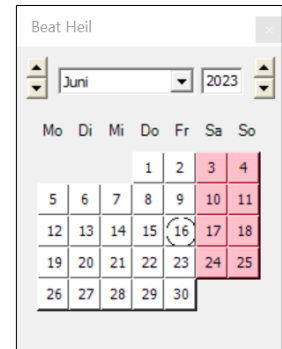 Beat Heil
Juni 2023
Mo Di Mi Do Fr Sa So
1 2 3 4
5 6 7 8 9 10 11
12 13 14 15 16 17 18
19 20 21 22 23 24 25
26 27 28 29 30